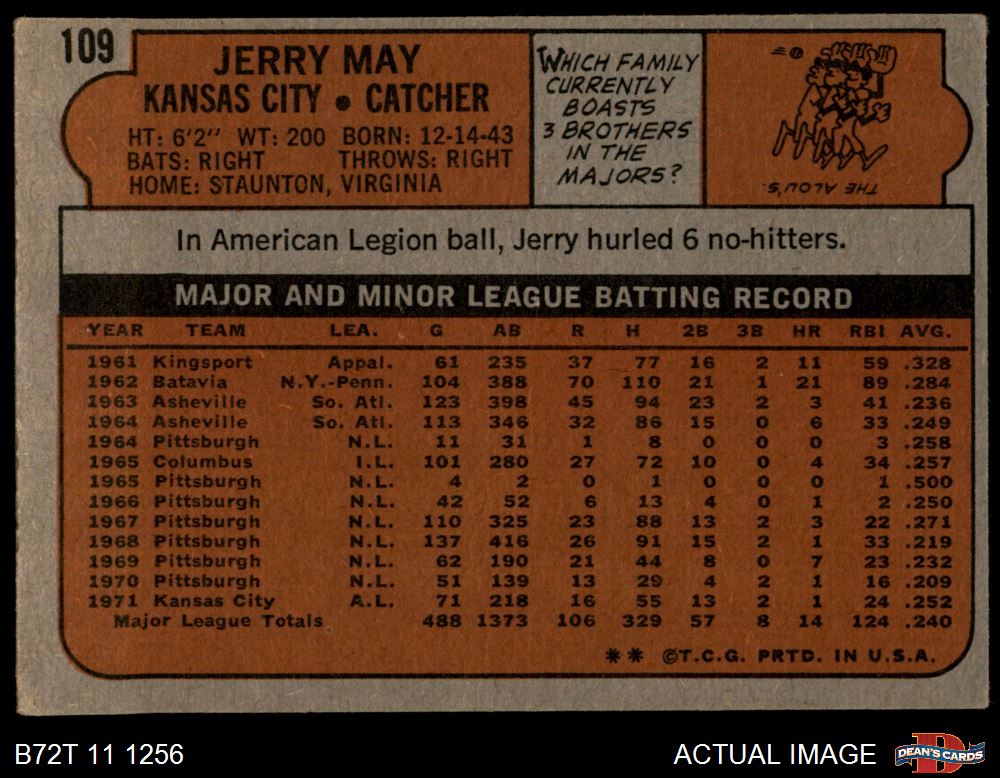 109
JERRY MAY
KANSAS CITY • CATCHER
HT: 6'2" WT: 200 BORN: 12-14-43
BATS: RIGHT THROWS: RIGHT
HOME: STAUNTON, VIRGINIA
WHICH FAMILY
CURRENTLY
BOASTS
3 BROTHERS
IN THE
MAJORS?
THE ALOU'S.
In American Legion ball, Jerry hurled 6 no-hitters.
MAJOR AND MINOR LEAGUE BATTING RECORD
YEAR TEAM LEA. G AB R H 2B 3B HR RBI AVG.
1961 Kingsport Appal. 61 235 37 77 16 2 11 59 .328
1962 Batavia N.Y.-Penn. 104 388 70 110 21 1 21 89 .284
1963 Asheville So. Atl. 123 398 45 94 23 2 3 41 .236
1964 Asheville So. Atl. 113 346 32 86 15 0 6 33 .249
1964 Pittsburgh N.L. 11 31 1 8 0 0 0 3 .258
1965 Columbus I.L. 101 280 27 72 10 0 4 34 .257
1965 Pittsburgh N.L. 4 2 0 1 0 0 0 1 .500
1966 Pittsburgh N.L. 42 52 6 13 4 0 1 2 .250
1967 Pittsburgh N.L. 110 325 23 88 13 2 3 22 .271
1968 Pittsburgh N.L. 137 416 26 91 15 2 1 33 .219
1969 Pittsburgh N.L. 62 190 21 44 8 0 7 23 .232
1970 Pittsburgh N.L. 51 139 13 29 4 2 1 16 .209
1971 Kansas City A.L. 71 218 16 55 13 2 1 24 .252
Major League Totals 488 1373 106 329 57 8 14 124 .240
** ©T.C.G. PRTD. IN U.S.A.
B72T 11 1256
ACTUAL IMAGE
D
DEAN'S CARDS